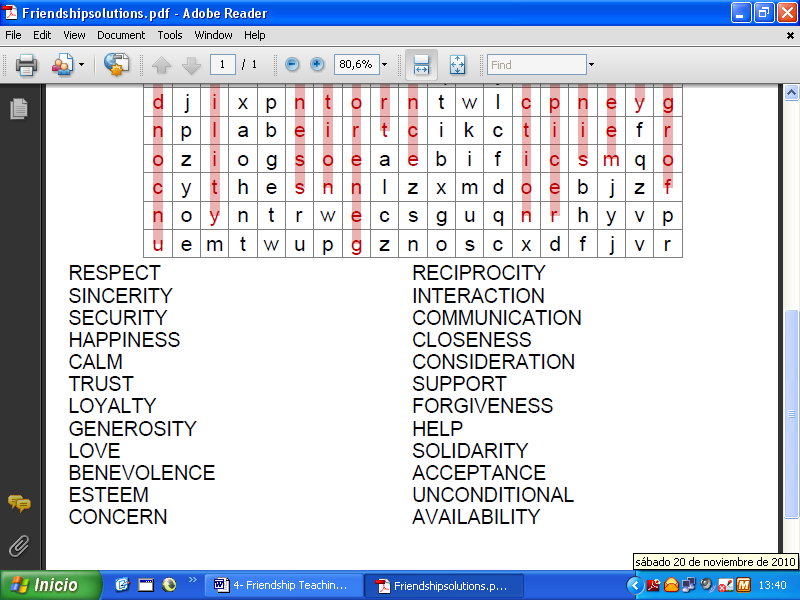 Friendshipsolutions.pdf - Adobe Reader
File Edit View Document Tools Window Help
1 / 1 80,6% Find
d j i x p n t o r n t w l c p n e y g
n p l a b e i r t c i k c t i i e f r
o z i o g s o e a e b i f i c s m q o
c y t h e s n n l z x m d o e b j z f
n o y n t r w e c s g u q n r h y v p
u e m t w u p g z n o s c x d f j v r
RESPECT
SINCERITY
SECURITY
HAPPINESS
CALM
TRUST
LOYALTY
GENEROSITY
LOVE
BENEVOLENCE
ESTEEM
CONCERN
RECIPROCITY
INTERACTION
COMMUNICATION
CLOSENESS
CONSIDERATION
SUPPORT
FORGIVENESS
HELP
SOLIDARITY
ACCEPTANCE
UNCONDITIONAL
AVAILABILITY
sábado 20 de noviembre de 2010
Inicio 4- Friendship Teachin... Friendshipsolutions.p... 13:40